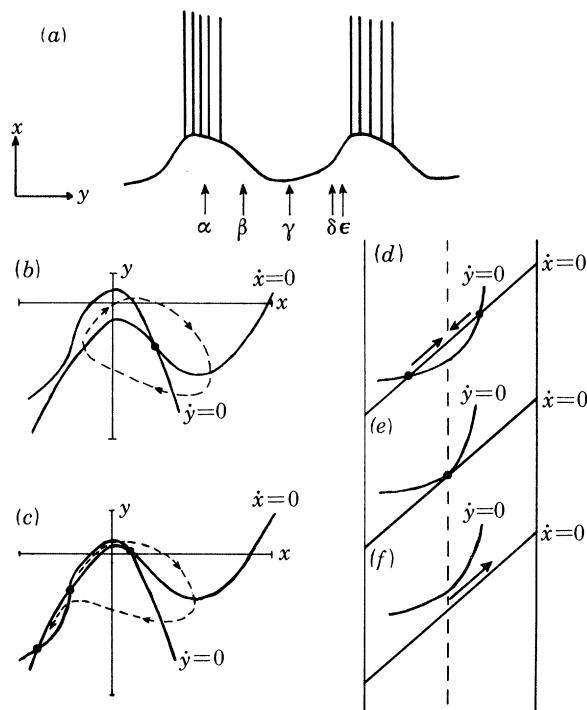 (a)
x
y
α β γ δ ϵ
(b)
y
ẋ=0
x
ẏ=0
(c)
y
ẋ=0
x
ẏ=0
(d)
ẏ=0
ẋ=0
(e)
ẏ=0
ẋ=0
(f)
ẏ=0
ẋ=0